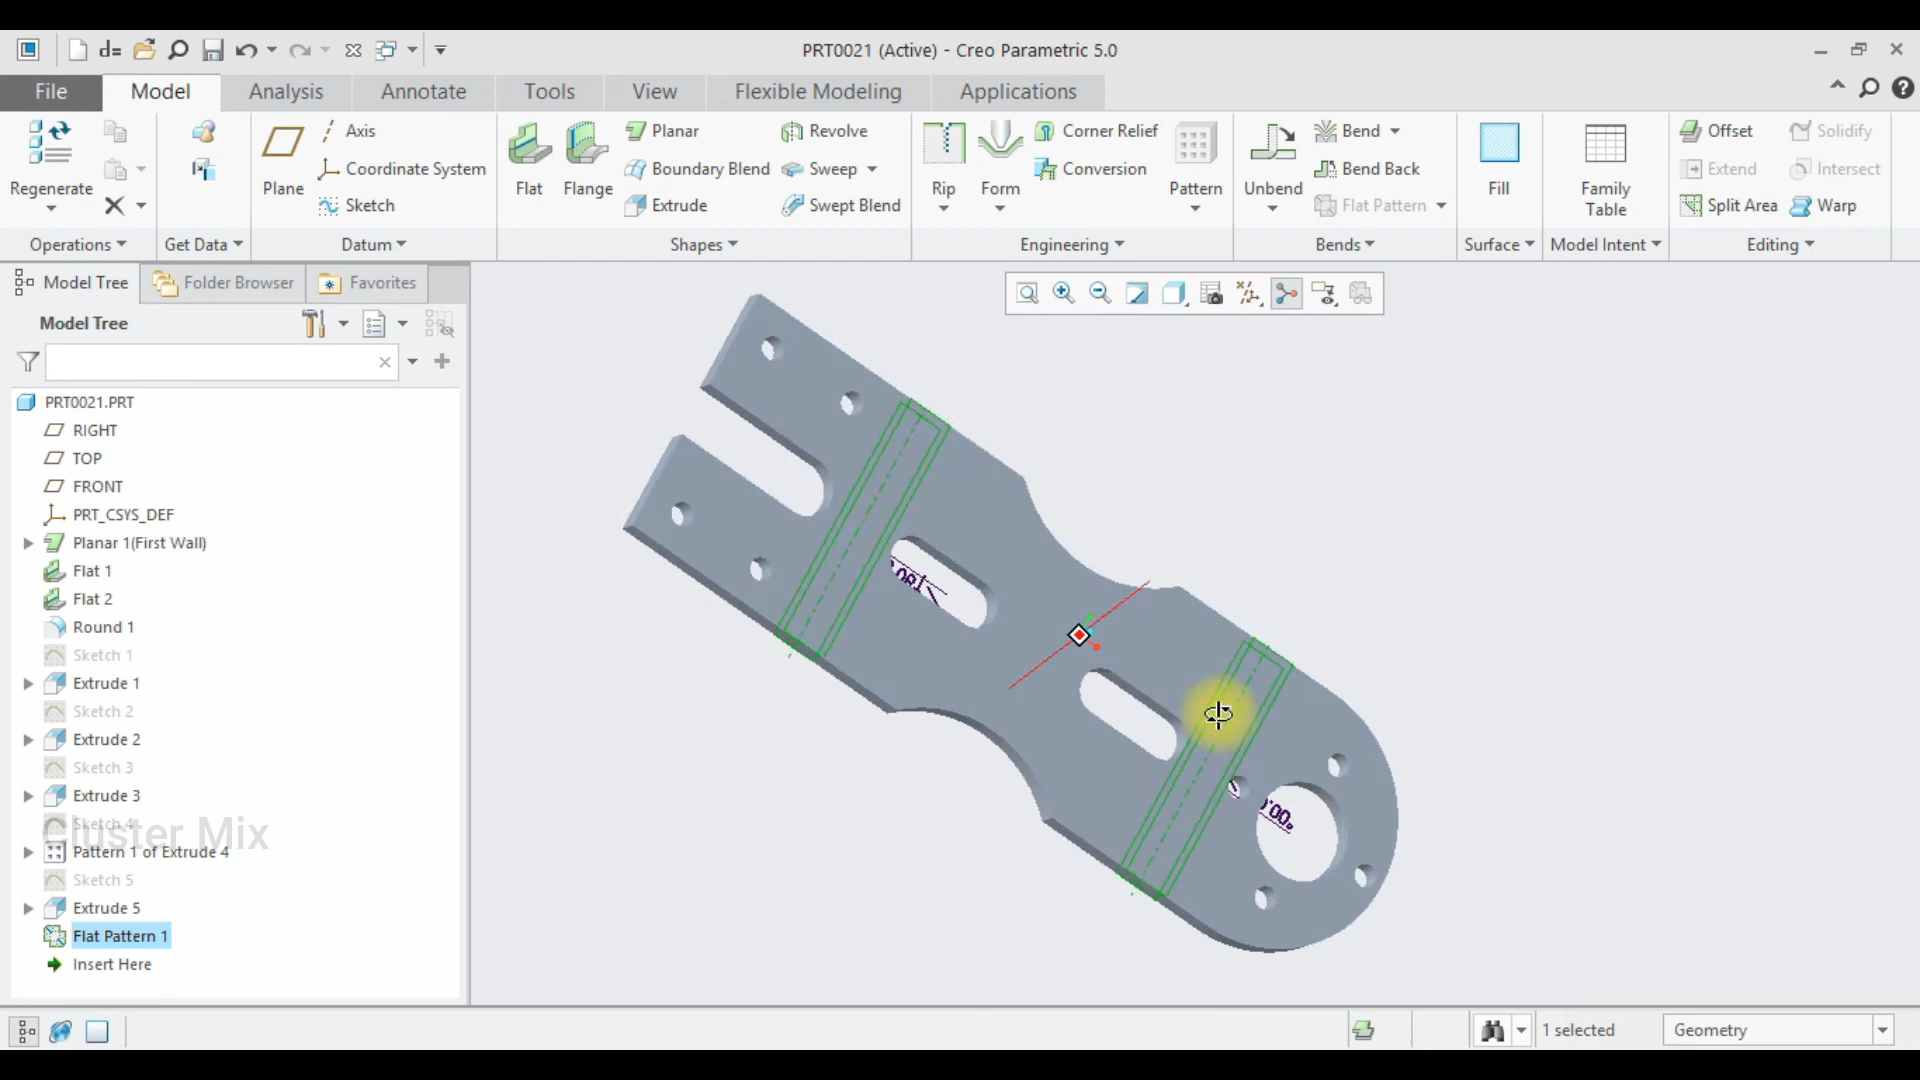 d=
PRT0021 (Active) - Creo Parametric 5.0
File
Model
Analysis
Annotate
Tools
View
Flexible Modeling
Applications
Regenerate
Operations
Get Data
Plane
Axis
Coordinate System
Sketch
Datum
Flat
Flange
Planar
Boundary Blend
Extrude
Revolve
Sweep
Swept Blend
Shapes
Rip
Form
Corner Relief
Conversion
Pattern
Engineering
Unbend
Bend
Bend Back
Flat Pattern
Bends
Fill
Surface
Family
Table
Model Intent
Offset
Extend
Split Area
Solidify
Intersect
Warp
Editing
Model Tree
Folder Browser
Favorites
Model Tree
PRT0021.PRT
RIGHT
TOP
FRONT
PRT_CSYS_DEF
Planar 1(First Wall)
Flat 1
Flat 2
Round 1
Sketch 1
Extrude 1
Sketch 2
Extrude 2
Sketch 3
Extrude 3
Sketch 4
Cluster Mix
Pattern 1 of Extrude 4
Sketch 5
Extrude 5
Flat Pattern 1
Insert Here
1 selected
Geometry